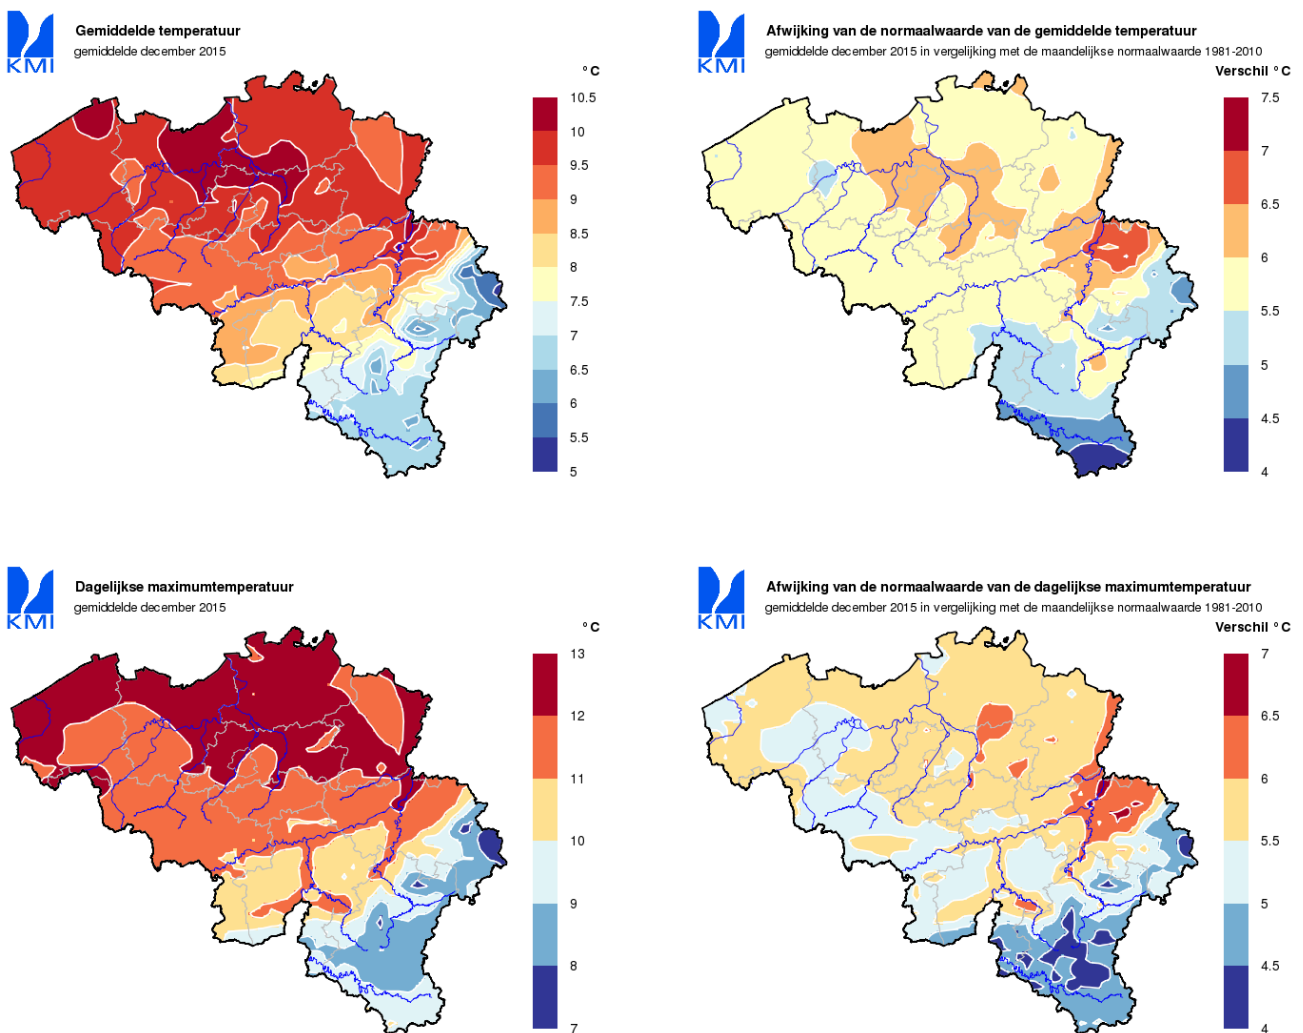 Gemiddelde temperatuur
gemiddelde december 2015
KMI
°C
10.5
10
9.5
9
8.5
8
7.5
7
6.5
6
5.5
5
Afwijking van de normaalwaarde van de gemiddelde temperatuur
gemiddelde december 2015 in vergelijking met de maandelijkse normaalwaarde 1981-2010
KMI
Verschil °C
7.5
7
6.5
6
5.5
5
4.5
4
Dagelijkse maximumtemperatuur
gemiddelde december 2015
KMI
°C
13
12
11
10
9
8
7
Afwijking van de normaalwaarde van de dagelijkse maximumtemperatuur
gemiddelde december 2015 in vergelijking met de maandelijkse normaalwaarde 1981-2010
KMI
Verschil °C
7
6.5
6
5.5
5
4.5
4